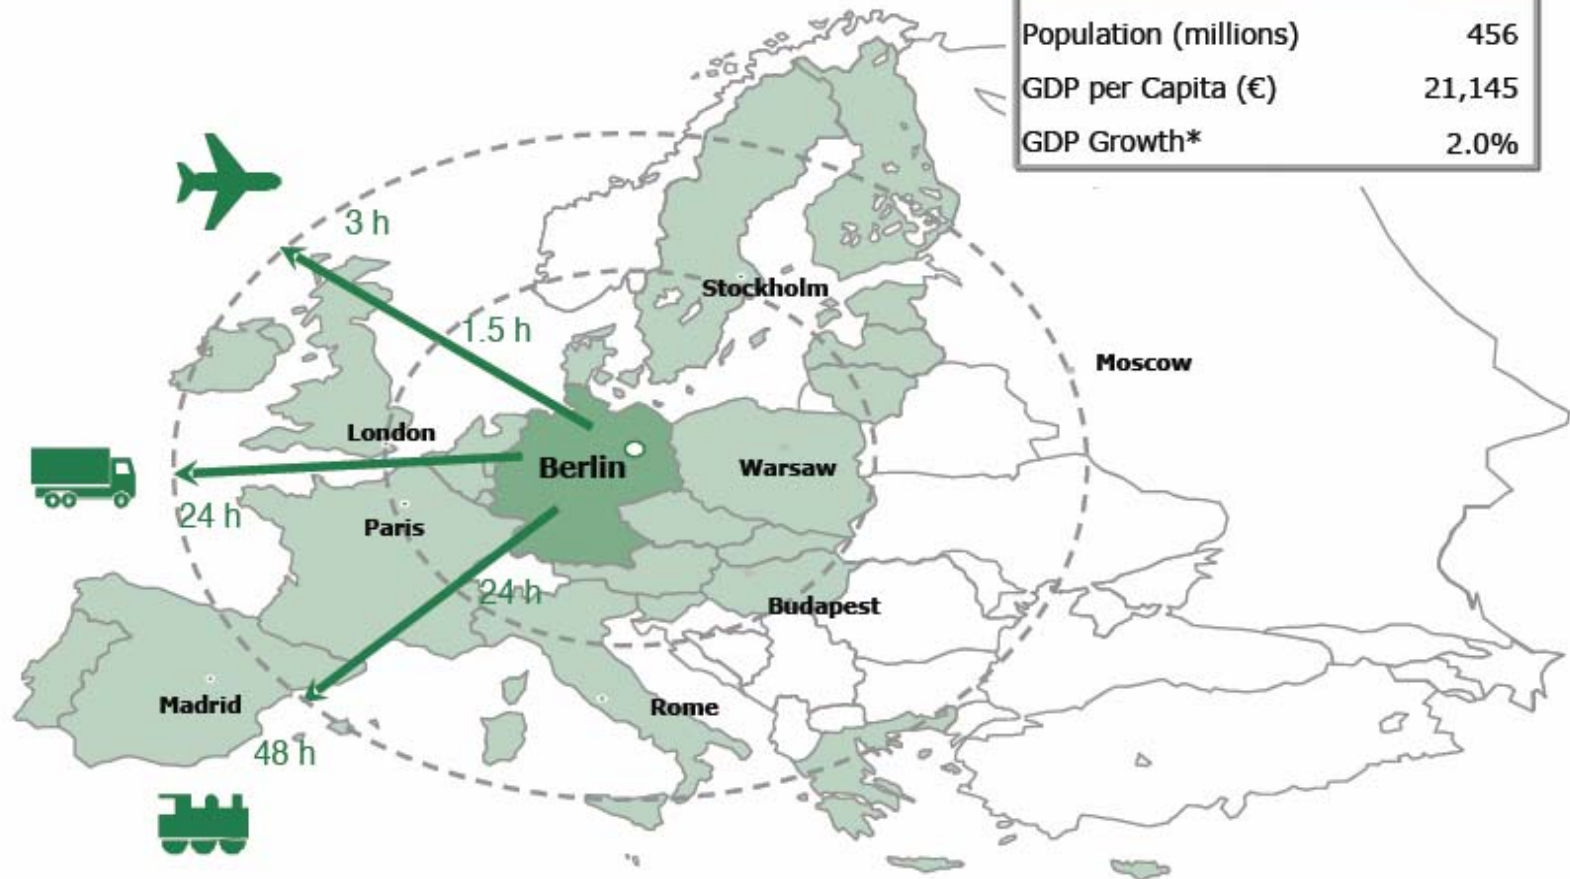 Population (millions) 456
GDP per Capita (€) 21,145
GDP Growth* 2.0%
3 h
Stockholm
1.5 h
Moscow
London
Berlin
Warsaw
24 h
Paris
24 h
Budapest
Madrid
Rome
48 h